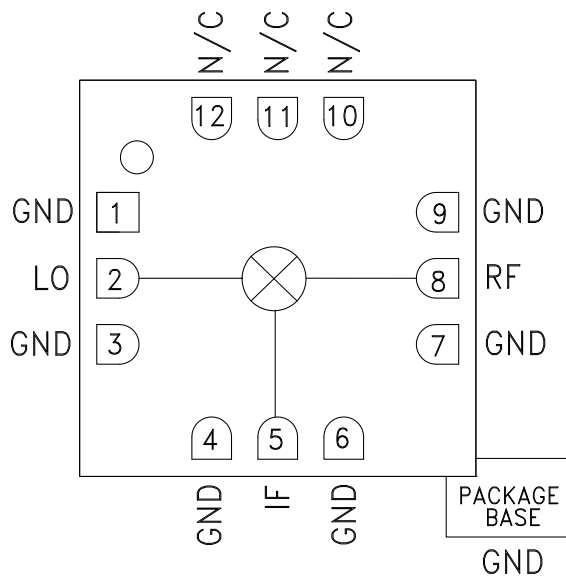 N/C N/C N/C
12 11 10
GND 1 9 GND
LO 2 8 RF
GND 3 7 GND
4 5 6
GND IF GND
PACKAGE
BASE
GND